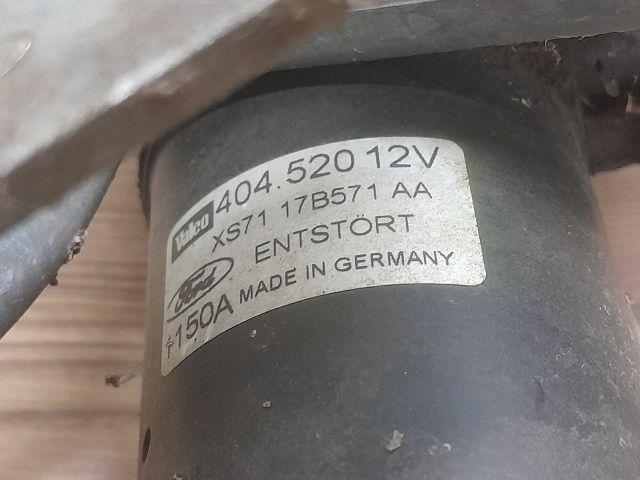 Valeo 404.520 12V
XS71 17B571 AA
Ford ENTSTÖRT
150A MADE IN GERMANY